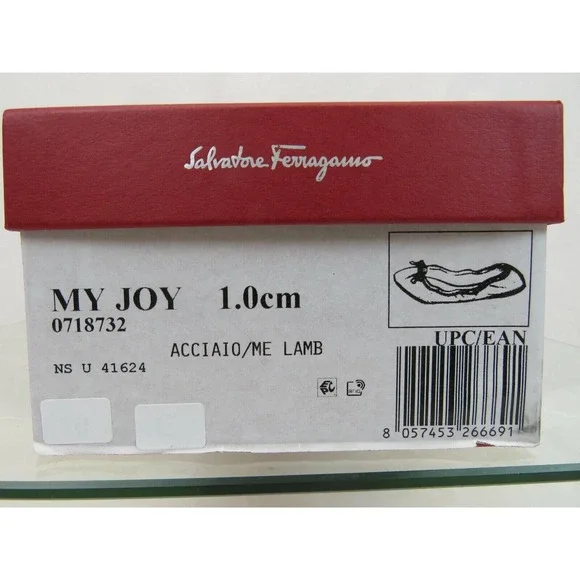 Salvatore Ferragamo
MY JOY 1.0cm
0718732
ACCIAIO/ME LAMB
NS U 41624
UPC/EAN
8 057453 266691